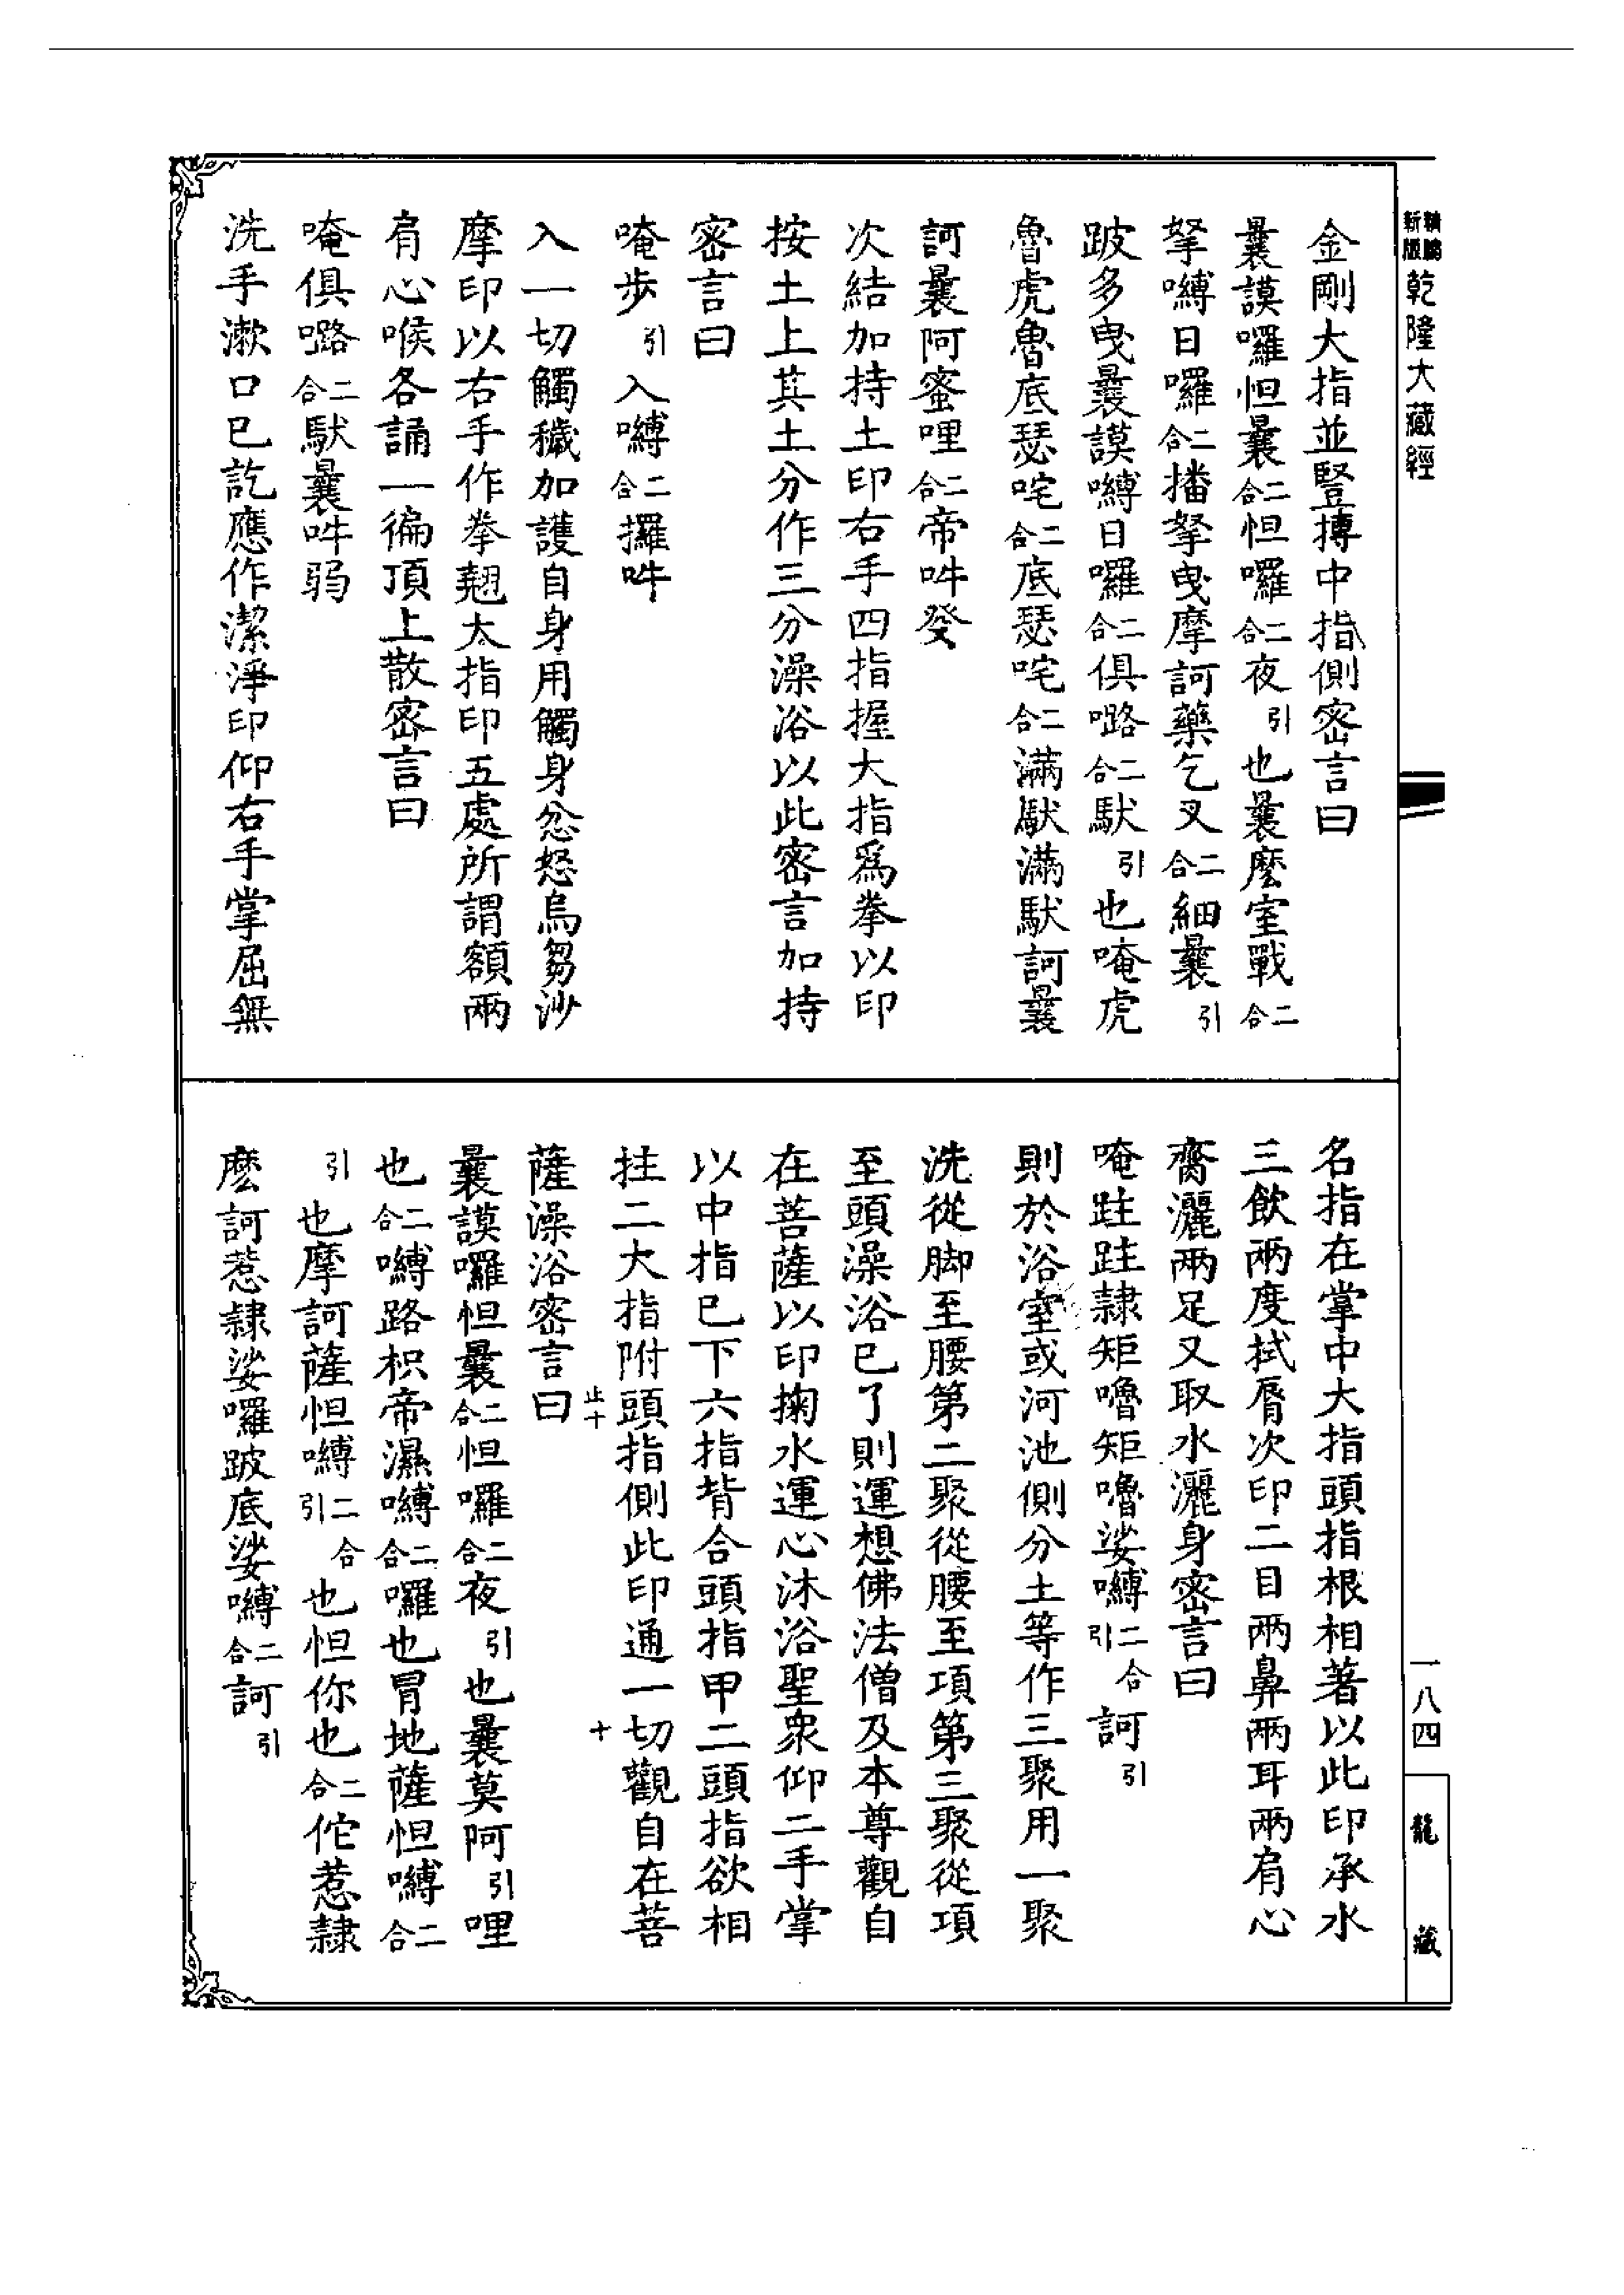 精縮
新版
乾隆大藏經
金剛大指並豎摶中指側密言曰
曩謨囉怛曩二合怛囉二合夜引也曩麽室戰二合
拏嚩日囉二合播拏曳摩訶藥乞叉二合細曩引
跛多曳曩謨嚩日囉二合俱嚕二合馱引也唵虎
魯虎魯底瑟咤二合底瑟咤二合滿馱滿馱訶曩
訶曩阿蜜哩二合帝吽癹
次結加持土印右手四指握大指爲拳以印
按土上其土分作三分澡浴以此密言加持
密言曰
唵步引入嚩二合攞吽
入一切觸穢加護自身用觸身忿怒烏芻沙
摩印以右手作拳翹大指印五處所謂額兩
肩心喉各誦一徧頂上散密言曰
唵俱嚕二合馱曩吽弱
洗手漱口已訖應作潔淨印仰右手掌屈無
名指在掌中大指頭指根相著以此印承水
三飲兩度拭脣次印二目兩鼻兩耳兩肩心
臍灑兩足又取水灑身密言曰
唵跓跓隷矩嚕矩嚕娑嚩二合引訶引
則於浴室或河池側分土等作三聚用一聚
洗從脚至腰第二聚從腰至項第三聚從項
至頭澡浴已了則運想佛法僧及本尊觀自
在菩薩以印掬水運心沐浴聖衆仰二手掌
以中指已下六指背合頭指甲二頭指欲相
拄二大指附頭指側此印通一切觀自在菩
薩澡浴密言曰
曩謨囉怛曩二合怛囉二合夜引也曩莫阿引哩
也二合嚩路枳帝濕嚩二合囉也冒地薩怛嚩二合
引也摩訶薩怛嚩二合引也怛你也二合佗惹隷
麽訶惹隷娑囉跛底娑嚩二合訶引
止十
十
一八四
龍藏